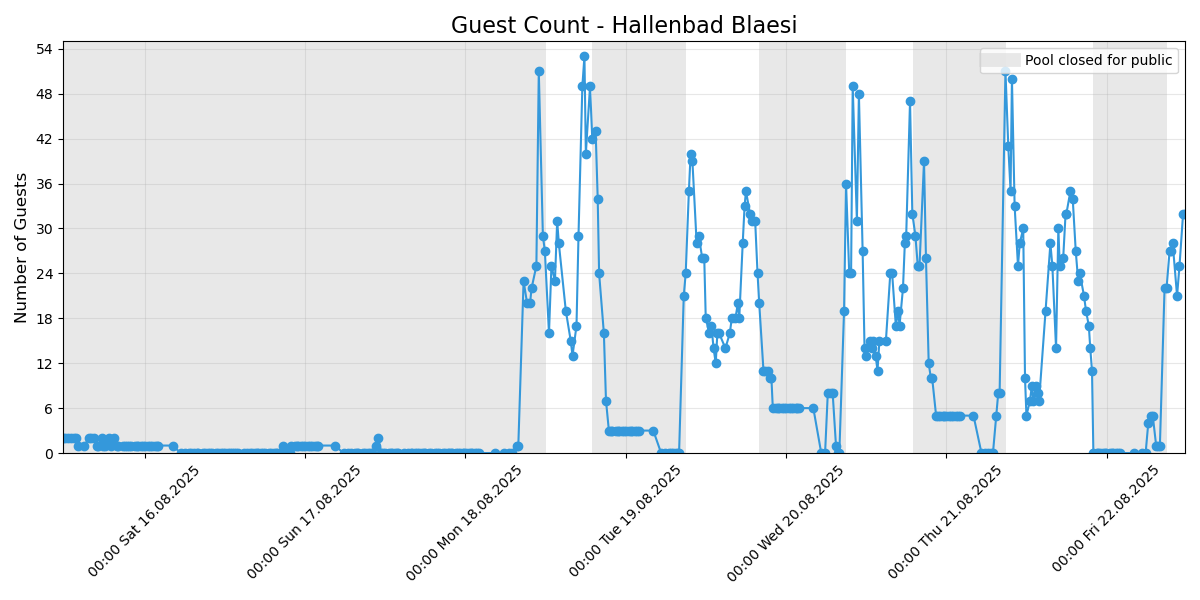 Guest Count - Hallenbad Blaesi
Pool closed for public
Number of Guests
54
48
42
36
30
24
18
12
6
0
00:00 Sat 16.08.2025
00:00 Sun 17.08.2025
00:00 Mon 18.08.2025
00:00 Tue 19.08.2025
00:00 Wed 20.08.2025
00:00 Thu 21.08.2025
00:00 Fri 22.08.2025